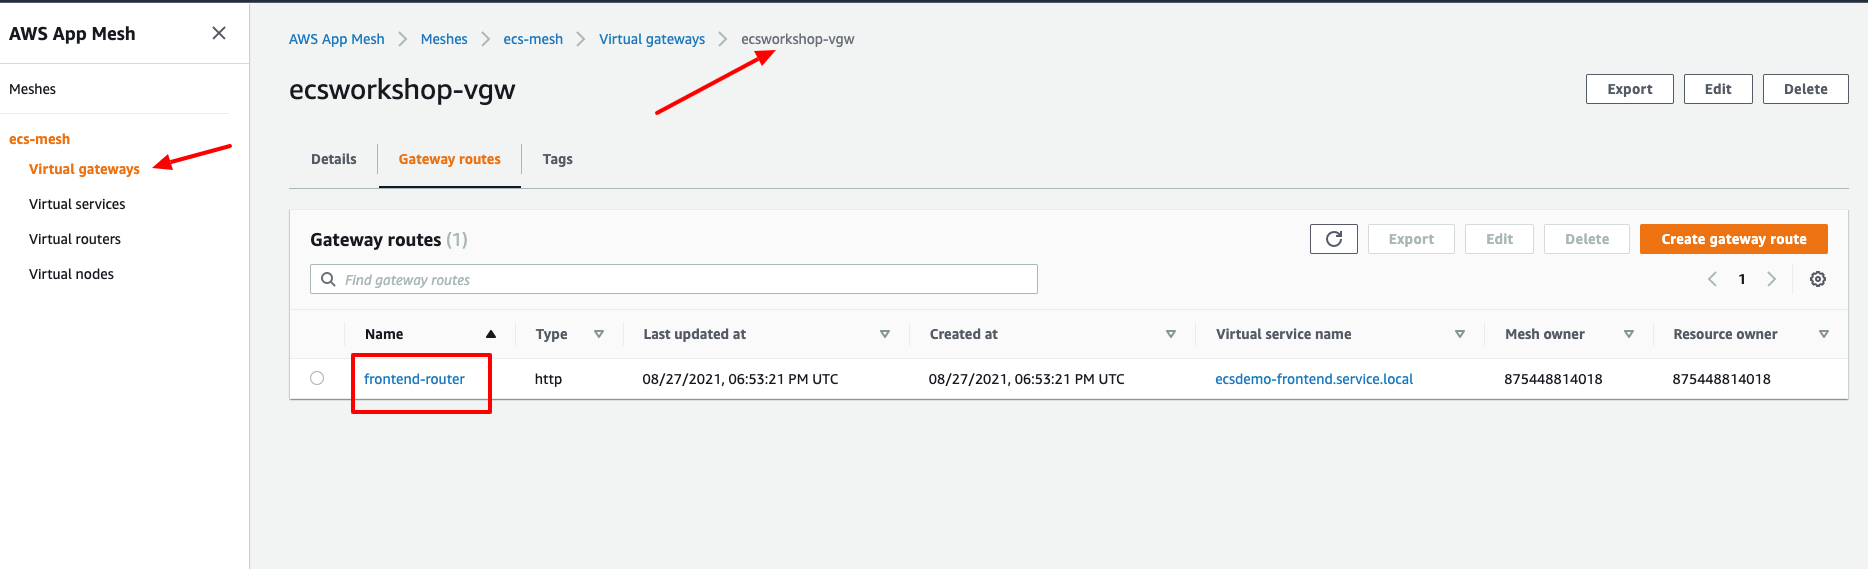 AWS App Mesh
Meshes
ecs-mesh
Virtual gateways
Virtual services
Virtual routers
Virtual nodes
AWS App Mesh Meshes ecs-mesh Virtual gateways ecsworkshop-vgw
ecsworkshop-vgw
Export Edit Delete
Details Gateway routes Tags
Gateway routes (1)
Export Edit Delete Create gateway route
Find gateway routes
1
Name Type Last updated at Created at Virtual service name Mesh owner Resource owner
frontend-router http 08/27/2021, 06:53:21 PM UTC 08/27/2021, 06:53:21 PM UTC ecsdemo-frontend.service.local 875448814018 875448814018